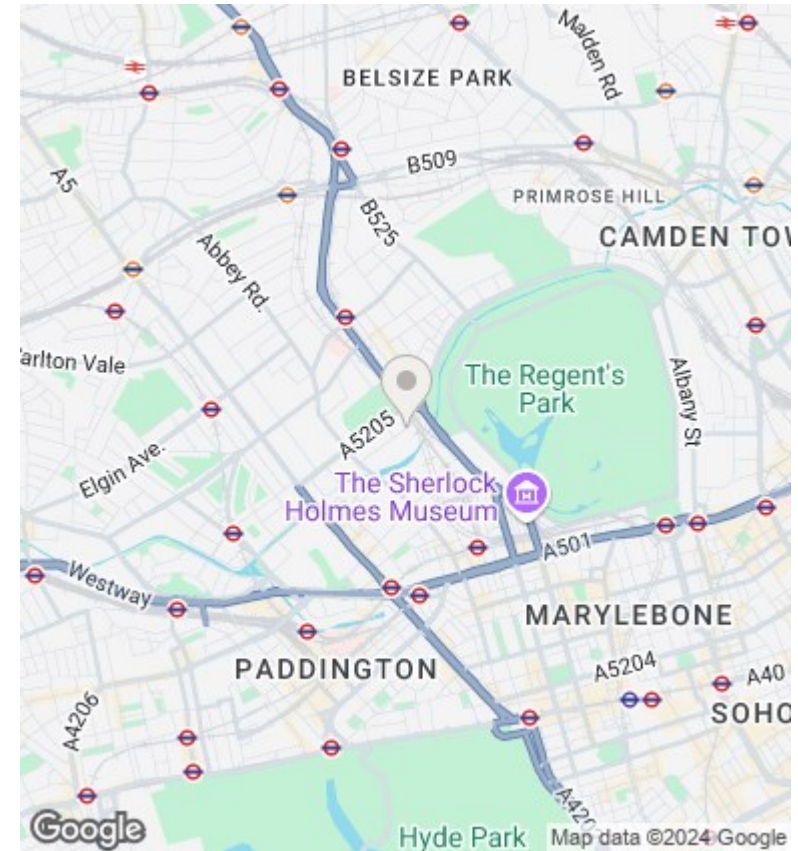 Malden Rd
BELSIZE PARK
A5
B509
PRIMROSE HILL
B525
CAMDEN TOW
Abbey Rd.
arlton Vale
The Regent's
Park
Albany St
A5205
Elgin Ave.
The Sherlock
Holmes Museum
A501
Westway
MARYLEBONE
PADDINGTON
A5204
A40
SOHO
A4206
A420
Google
Hyde Park
Map data ©2024 Google